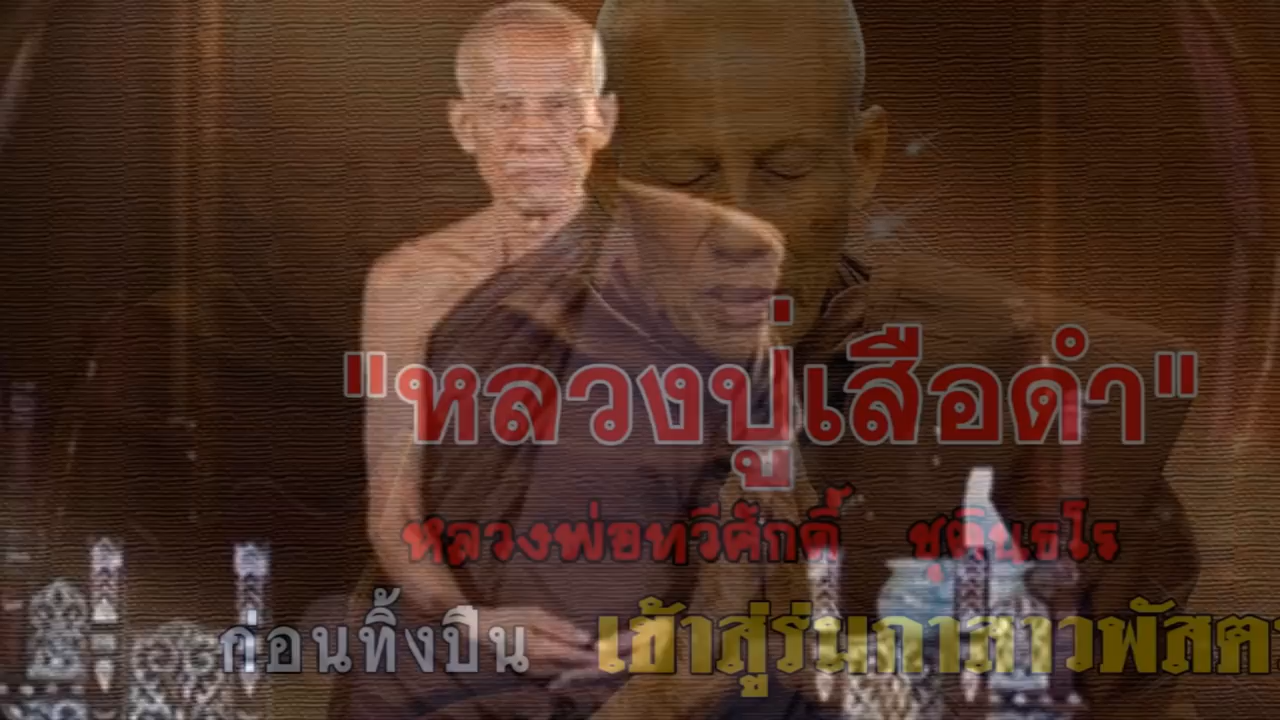 "หลวงปู่เสือดำ"
หลวงพ่อทวีศักดิ์ ชุตินธโร
ก่อนทิ้งปืน เข้าสู่ร่มกาสาวพัสต